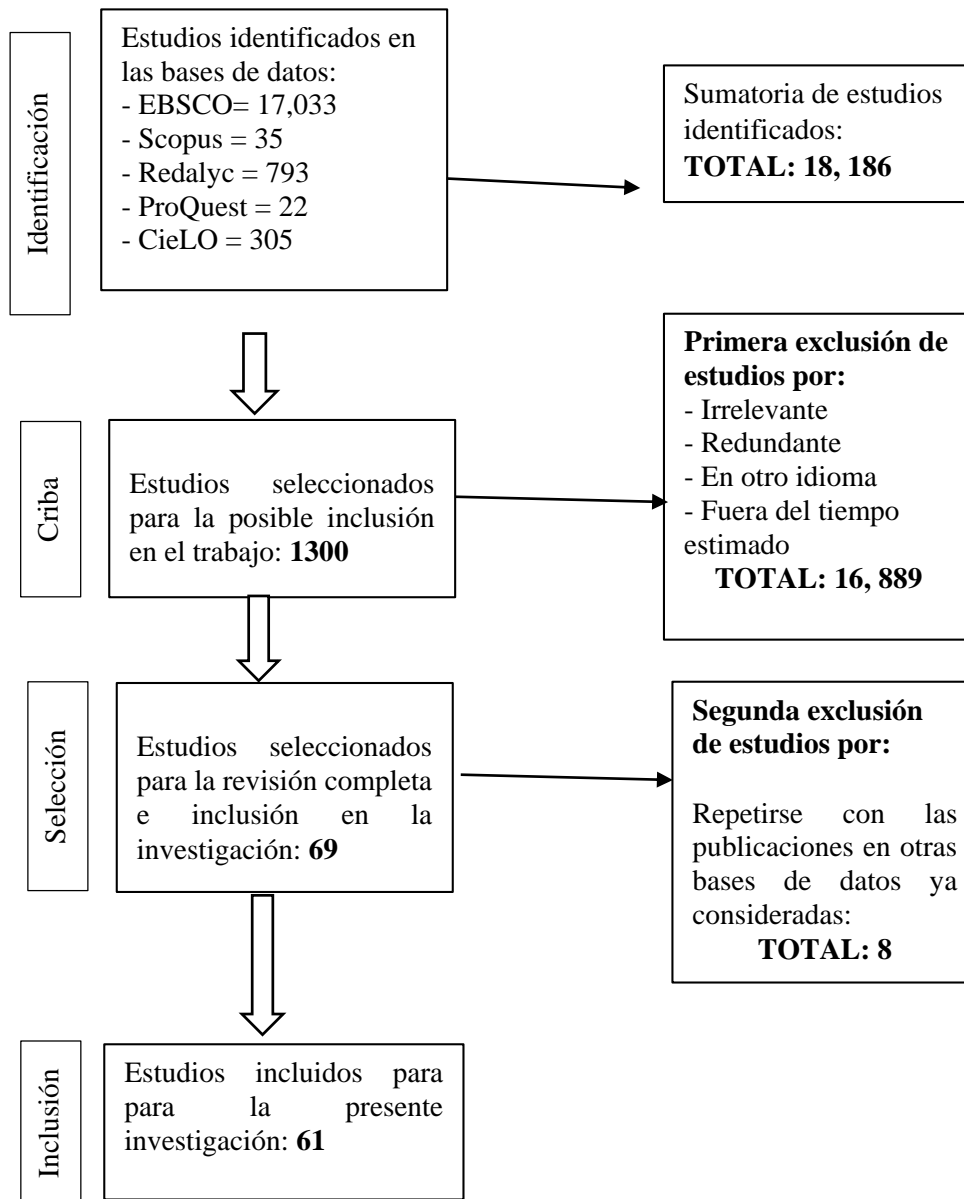 Identificación
Estudios identificados en
las bases de datos:
- EBSCO= 17,033
- Scopus = 35
- Redalyc = 793
- ProQuest = 22
- CieLO = 305
Sumatoria de estudios
identificados:
TOTAL: 18, 186
Criba
Estudios seleccionados
para la posible inclusión
en el trabajo: 1300
Primera exclusión de
estudios por:
- Irrelevante
- Redundante
- En otro idioma
- Fuera del tiempo
estimado
TOTAL: 16, 889
Selección
Estudios seleccionados
para la revisión completa
e inclusión en la
investigación: 69
Segunda exclusión
de estudios por:
Repetirse con las
publicaciones en otras
bases de datos ya
consideradas:
TOTAL: 8
Inclusión
Estudios incluidos para
para la presente
investigación: 61